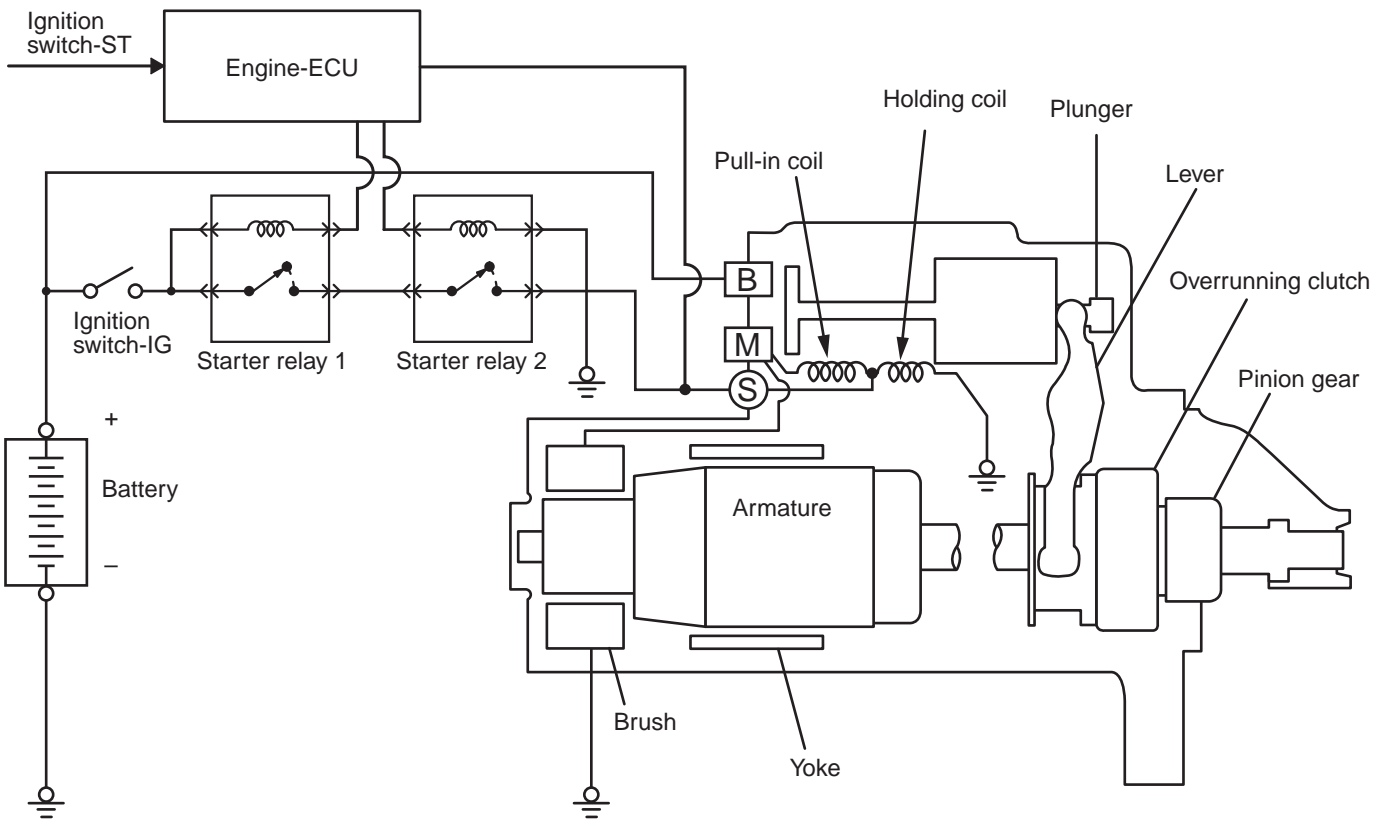 Ignition
switch-ST
Engine-ECU
Holding coil
Plunger
Pull-in coil
Lever
B
Overrunning clutch
Ignition
switch-IG
M
Starter relay 1
Starter relay 2
S
Pinion gear
+
Battery
Armature
–
Brush
Yoke